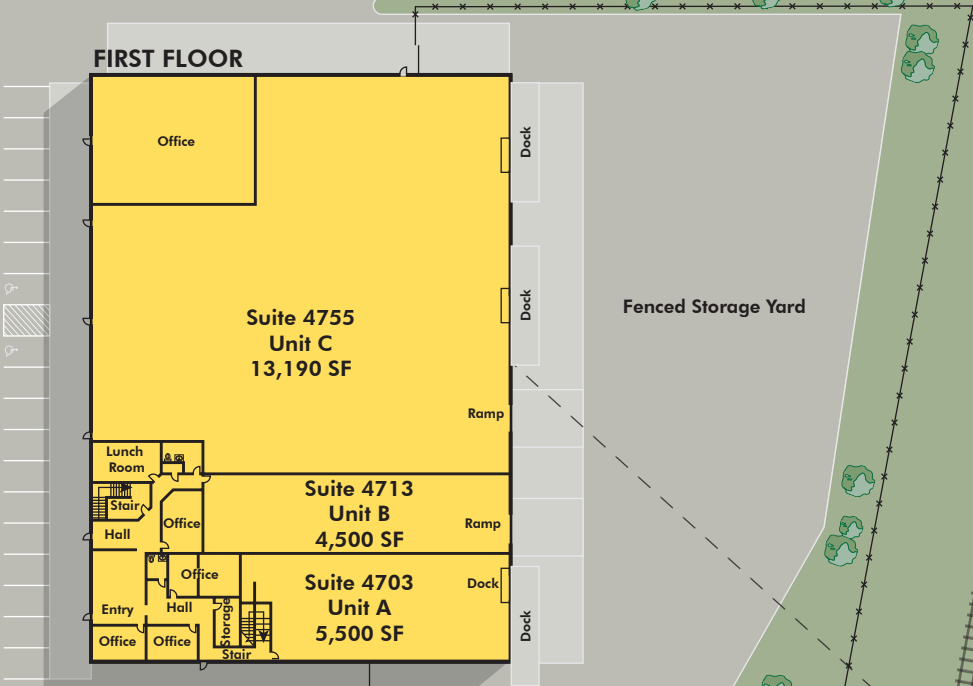 FIRST FLOOR
Office
Dock
Suite 4755
Unit C
13,190 SF
Dock
Fenced Storage Yard
Ramp
Lunch
Room
Stair
Hall
Office
Suite 4713
Unit B
4,500 SF
Ramp
Office
Entry
Hall
Storage
Office
Office
Stair
Suite 4703
Unit A
5,500 SF
Dock
Dock